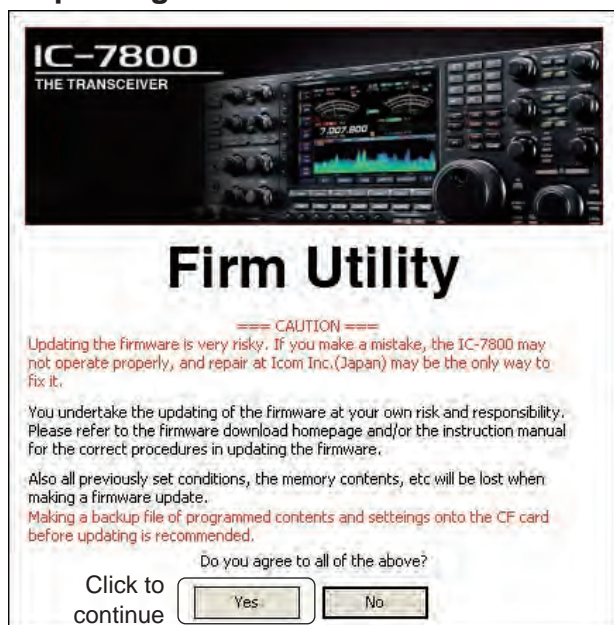 IC-7800
THE TRANSCEIVER
7.007.800
Firm Utility
=== CAUTION ===
Updating the firmware is very risky. If you make a mistake, the IC-7800 may
not operate properly, and repair at Icom Inc.(Japan) may be the only way to
fix it.
You undertake the updating of the firmware at your own risk and responsibility.
Please refer to the firmware download homepage and/or the instruction manual
for the correct procedures in updating the firmware.
Also all previously set conditions, the memory contents, etc will be lost when
making a firmware update.
Making a backup file of programmed contents and setteings onto the CF card
before updating is recommended.
Do you agree to all of the above?
Click to
continue
Yes
No